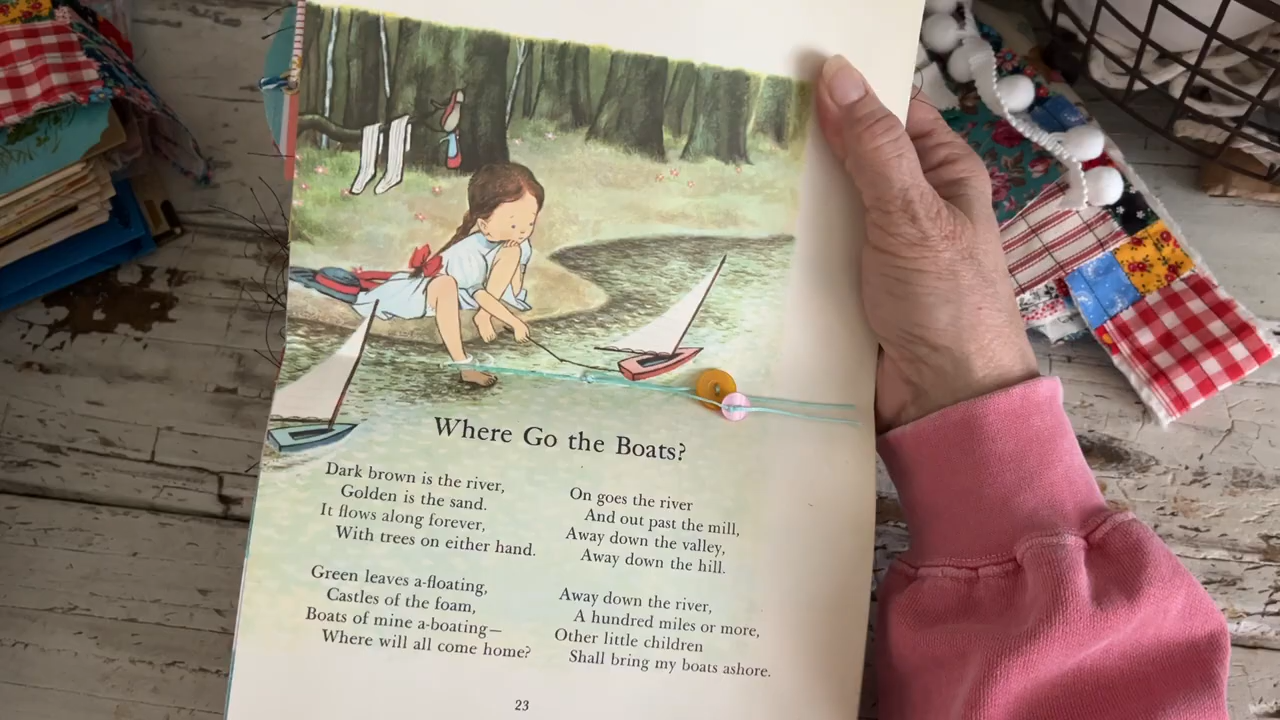 Where Go the Boats?
Dark brown is the river,
Golden is the sand.
It flows along forever,
With trees on either hand.
Green leaves a-floating,
Castles of the foam,
Boats of mine a-boating—
Where will all come home?
On goes the river
And out past the mill,
Away down the valley,
Away down the hill.
Away down the river,
A hundred miles or more,
Other little children
Shall bring my boats ashore.
23